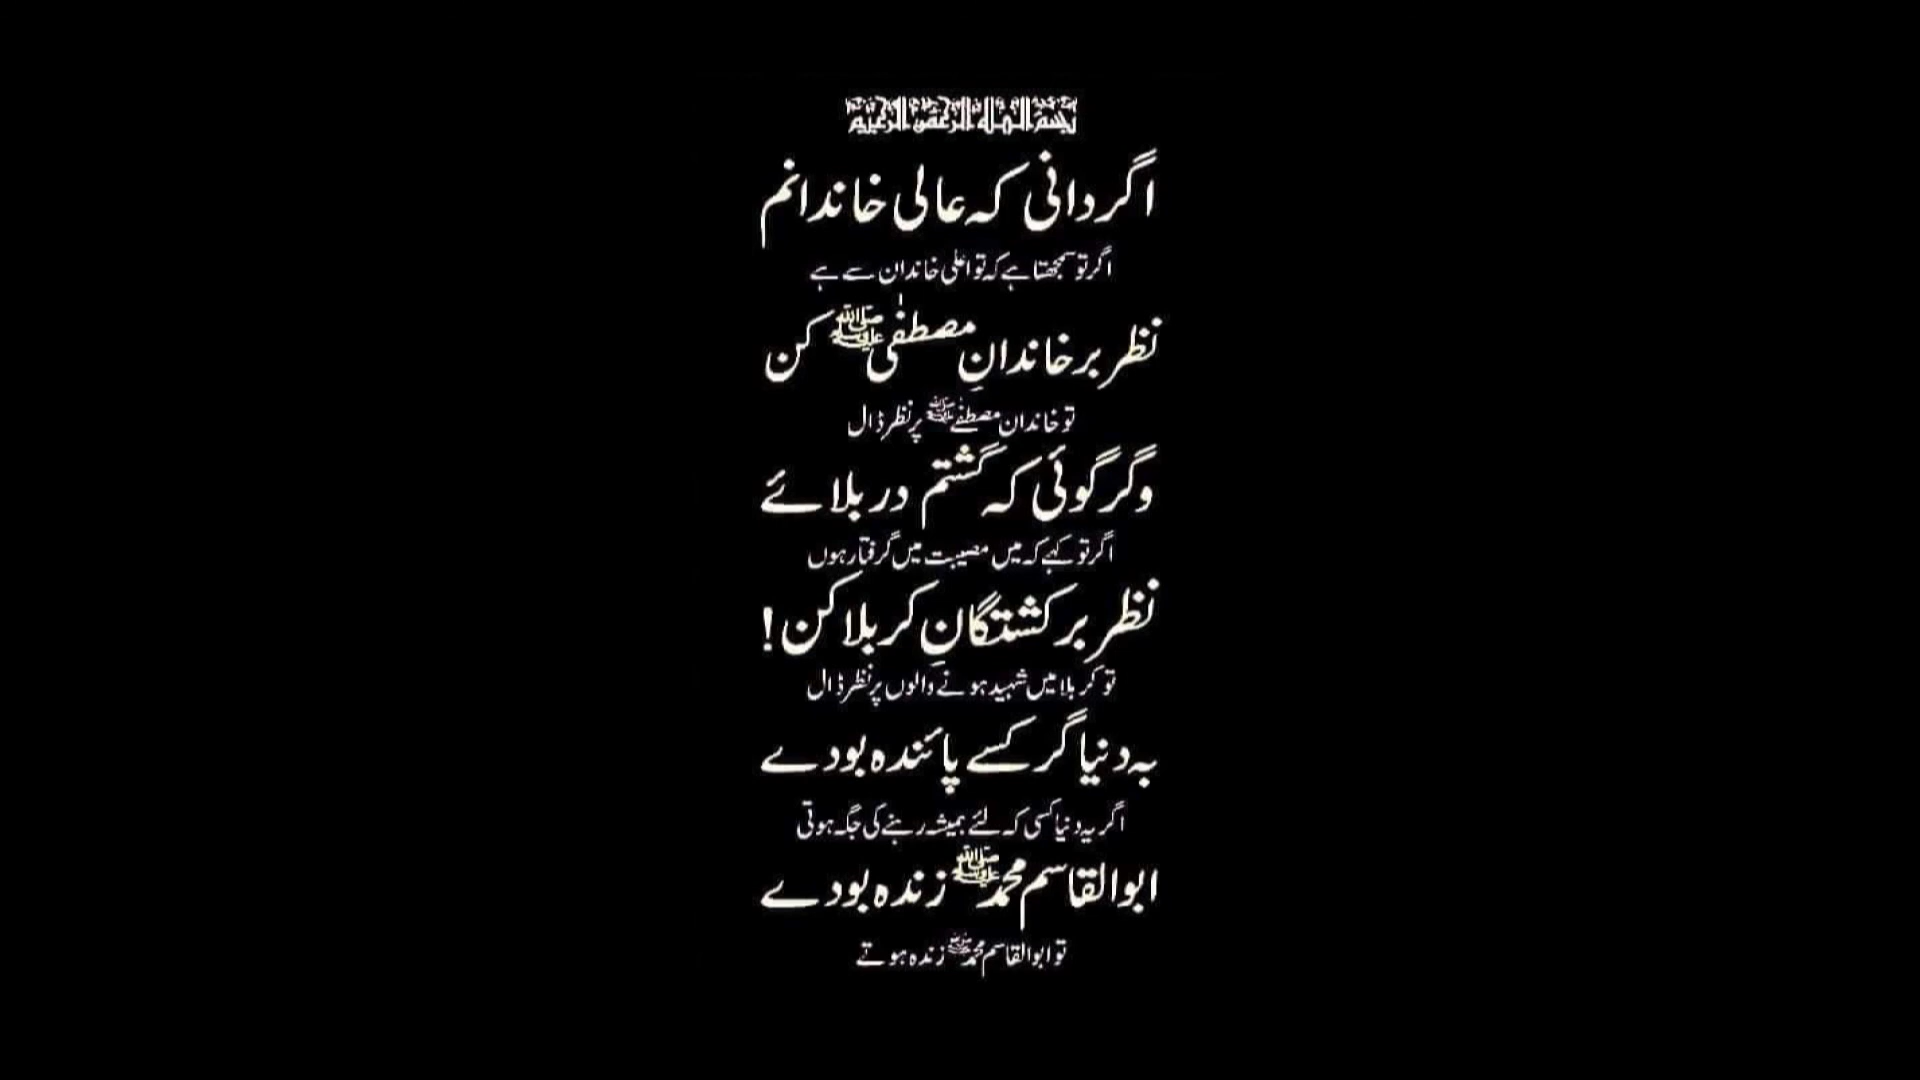 بسم الله الرحمن الرحيم
اگر دانی کہ عالی خاندانم
اگر تو سمجھتا ہے کہ تو اعلی خاندان سے ہے
نظر بر خاندانِ مصطفٰی ﷺ کن
تو خاندان مصطفٰے ﷺ پر نظر ڈال
وگر گوئی کہ گشتم در بلائے
اگر تو کہے کہ میں مصیبت میں گرفتار ہوں
نظر بر کشتگانِ کربلا کن!
تو کربلا میں شہید ہونے والوں پر نظر ڈال
بہ دنیا گر کسے پائندہ بودے
اگر یہ دنیا کسی کہ لئے ہمیشہ رہنے کی جگہ ہوتی
ابوالقاسم محمد ﷺ زندہ بودے
تو ابوالقاسم محمد ﷺ زندہ ہوتے